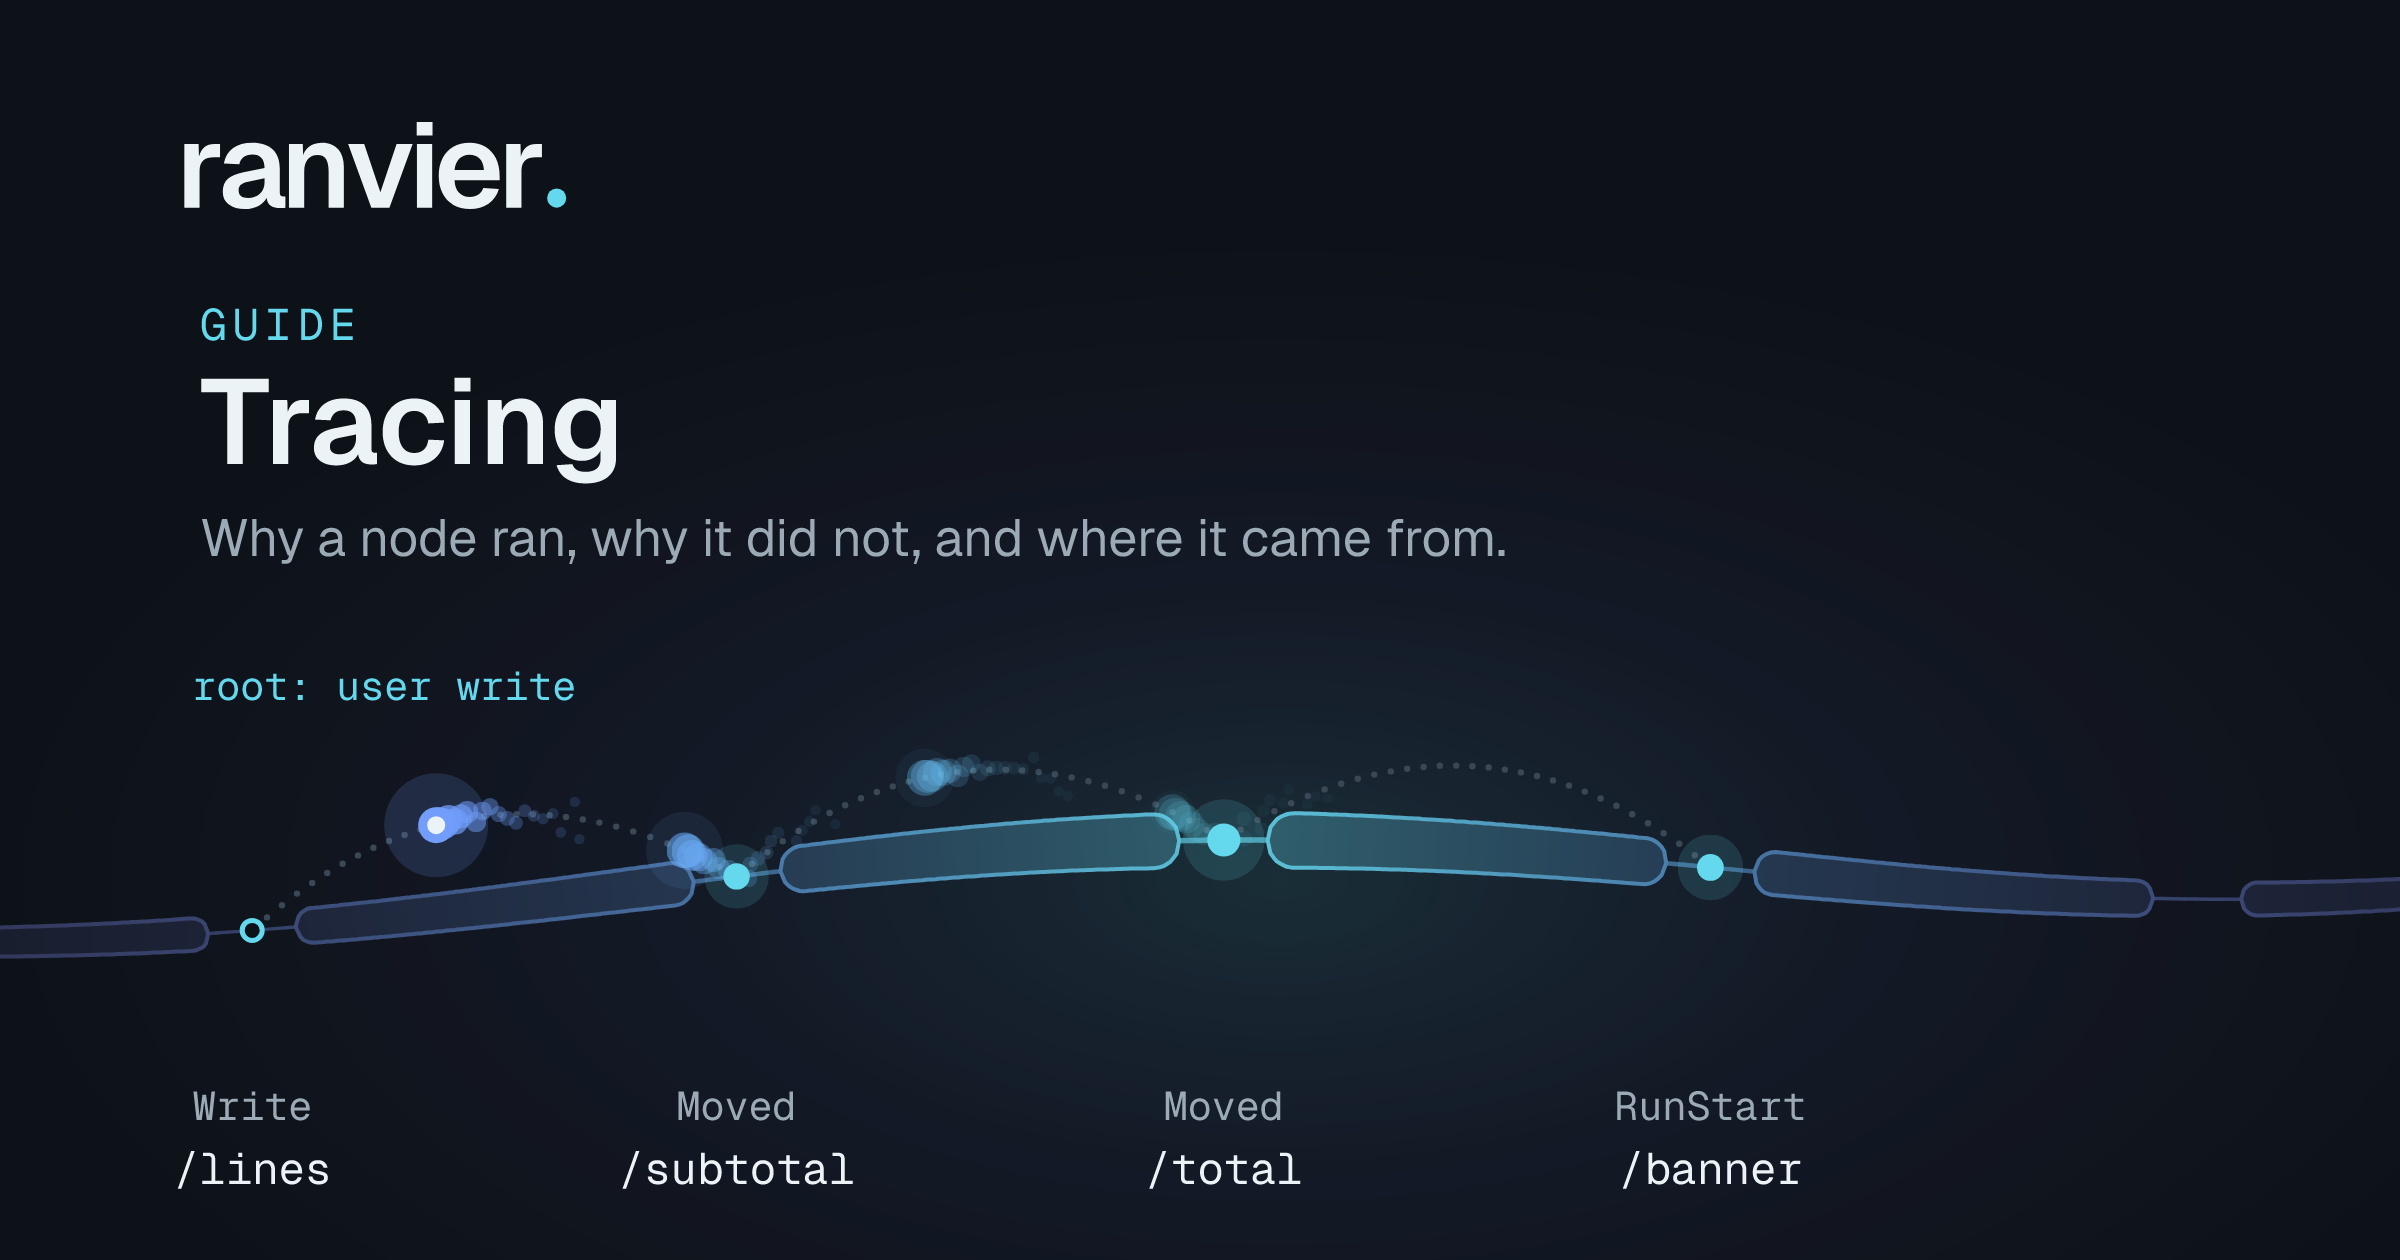 ranvier.
GUIDE
Tracing
Why a node ran, why it did not, and where it came from.
root: user write
Write Moved Moved RunStart
/lines /subtotal /total /banner